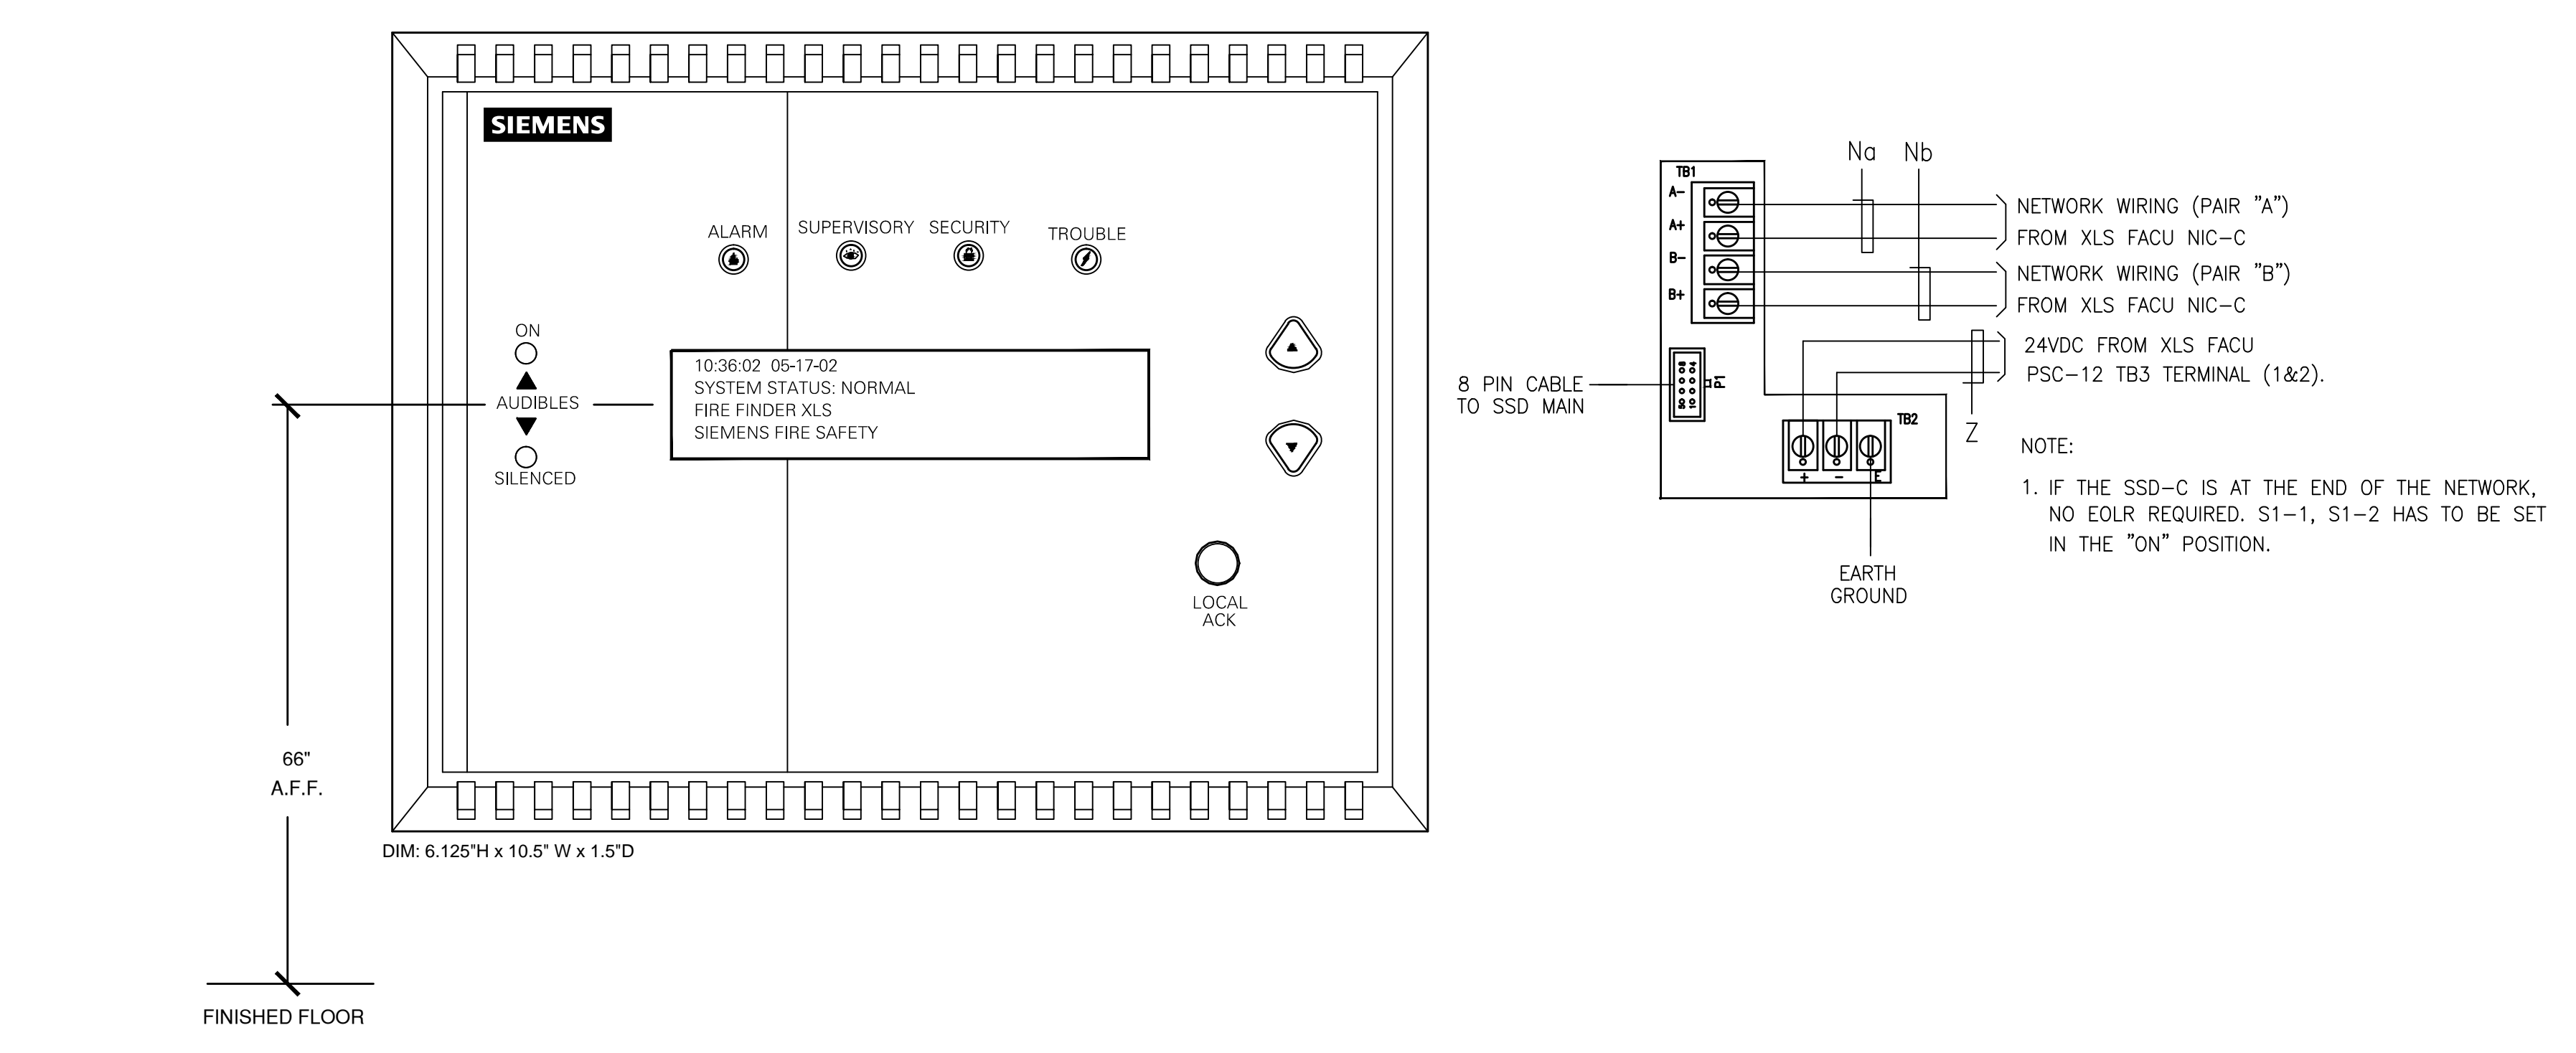 SIEMENS
ALARM
SUPERVISORY
SECURITY
TROUBLE
ON
AUDIBLES
SILENCED
10:36:02 05-17-02
SYSTEM STATUS: NORMAL
FIRE FINDER XLS
SIEMENS FIRE SAFETY
LOCAL
ACK
66"
A.F.F.
DIM: 6.125"H x 10.5" W x 1.5"D
FINISHED FLOOR
Na
Nb
TB1
A-
A+
B-
B+
NETWORK WIRING (PAIR "A")
FROM XLS FACU NIC-C
NETWORK WIRING (PAIR "B")
FROM XLS FACU NIC-C
24VDC FROM XLS FACU
PSC-12 TB3 TERMINAL (1&2).
8 PIN CABLE
TO SSD MAIN
8 4
P1
5 1
TB2
+ - E
Z
EARTH
GROUND
NOTE:
1. IF THE SSD-C IS AT THE END OF THE NETWORK,
NO EOLR REQUIRED. S1-1, S1-2 HAS TO BE SET
IN THE "ON" POSITION.